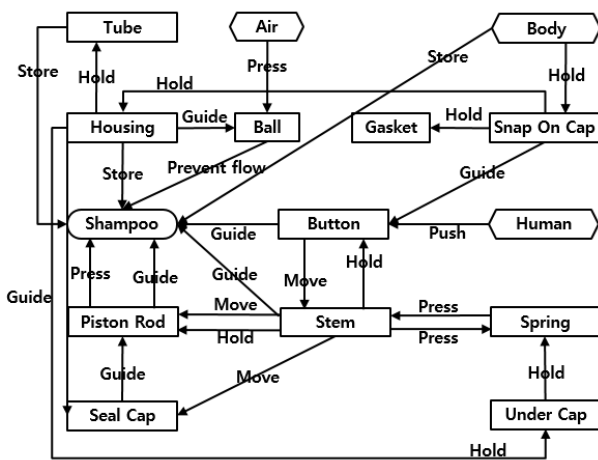 Tube
Air
Body
Store
Hold
Press
Store
Hold
Hold
Housing
Guide
Ball
Gasket
Hold
Snap On Cap
Store
Prevent flow
Guide
Shampoo
Guide
Button
Push
Human
Guide
Press
Guide
Guide
Move
Hold
Piston Rod
Move
Hold
Stem
Press
Press
Spring
Guide
Move
Hold
Seal Cap
Under Cap
Hold